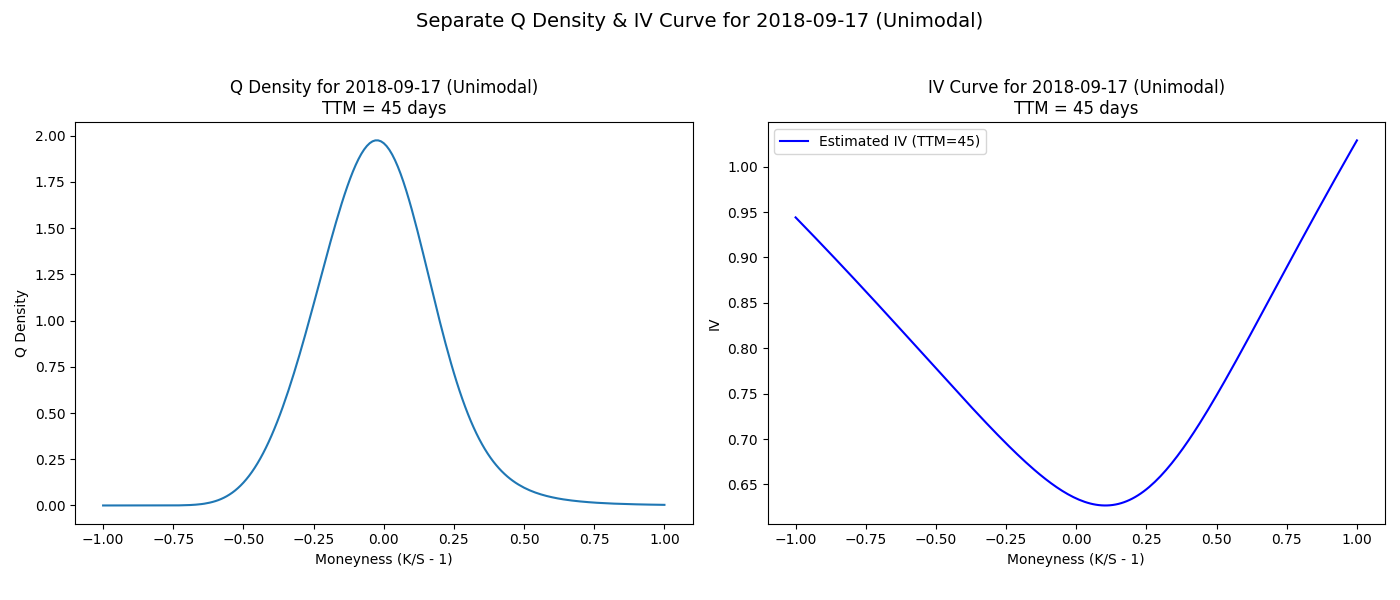 Separate Q Density & IV Curve for 2018-09-17 (Unimodal)
Q Density for 2018-09-17 (Unimodal)
TTM = 45 days
2.00
1.75
1.50
1.25
1.00
0.75
0.50
0.25
0.00
Q Density
−1.00 −0.75 −0.50 −0.25 0.00 0.25 0.50 0.75 1.00
Moneyness (K/S - 1)
IV Curve for 2018-09-17 (Unimodal)
TTM = 45 days
Estimated IV (TTM=45)
1.00
0.95
0.90
0.85
0.80
0.75
0.70
0.65
IV
−1.00 −0.75 −0.50 −0.25 0.00 0.25 0.50 0.75 1.00
Moneyness (K/S - 1)